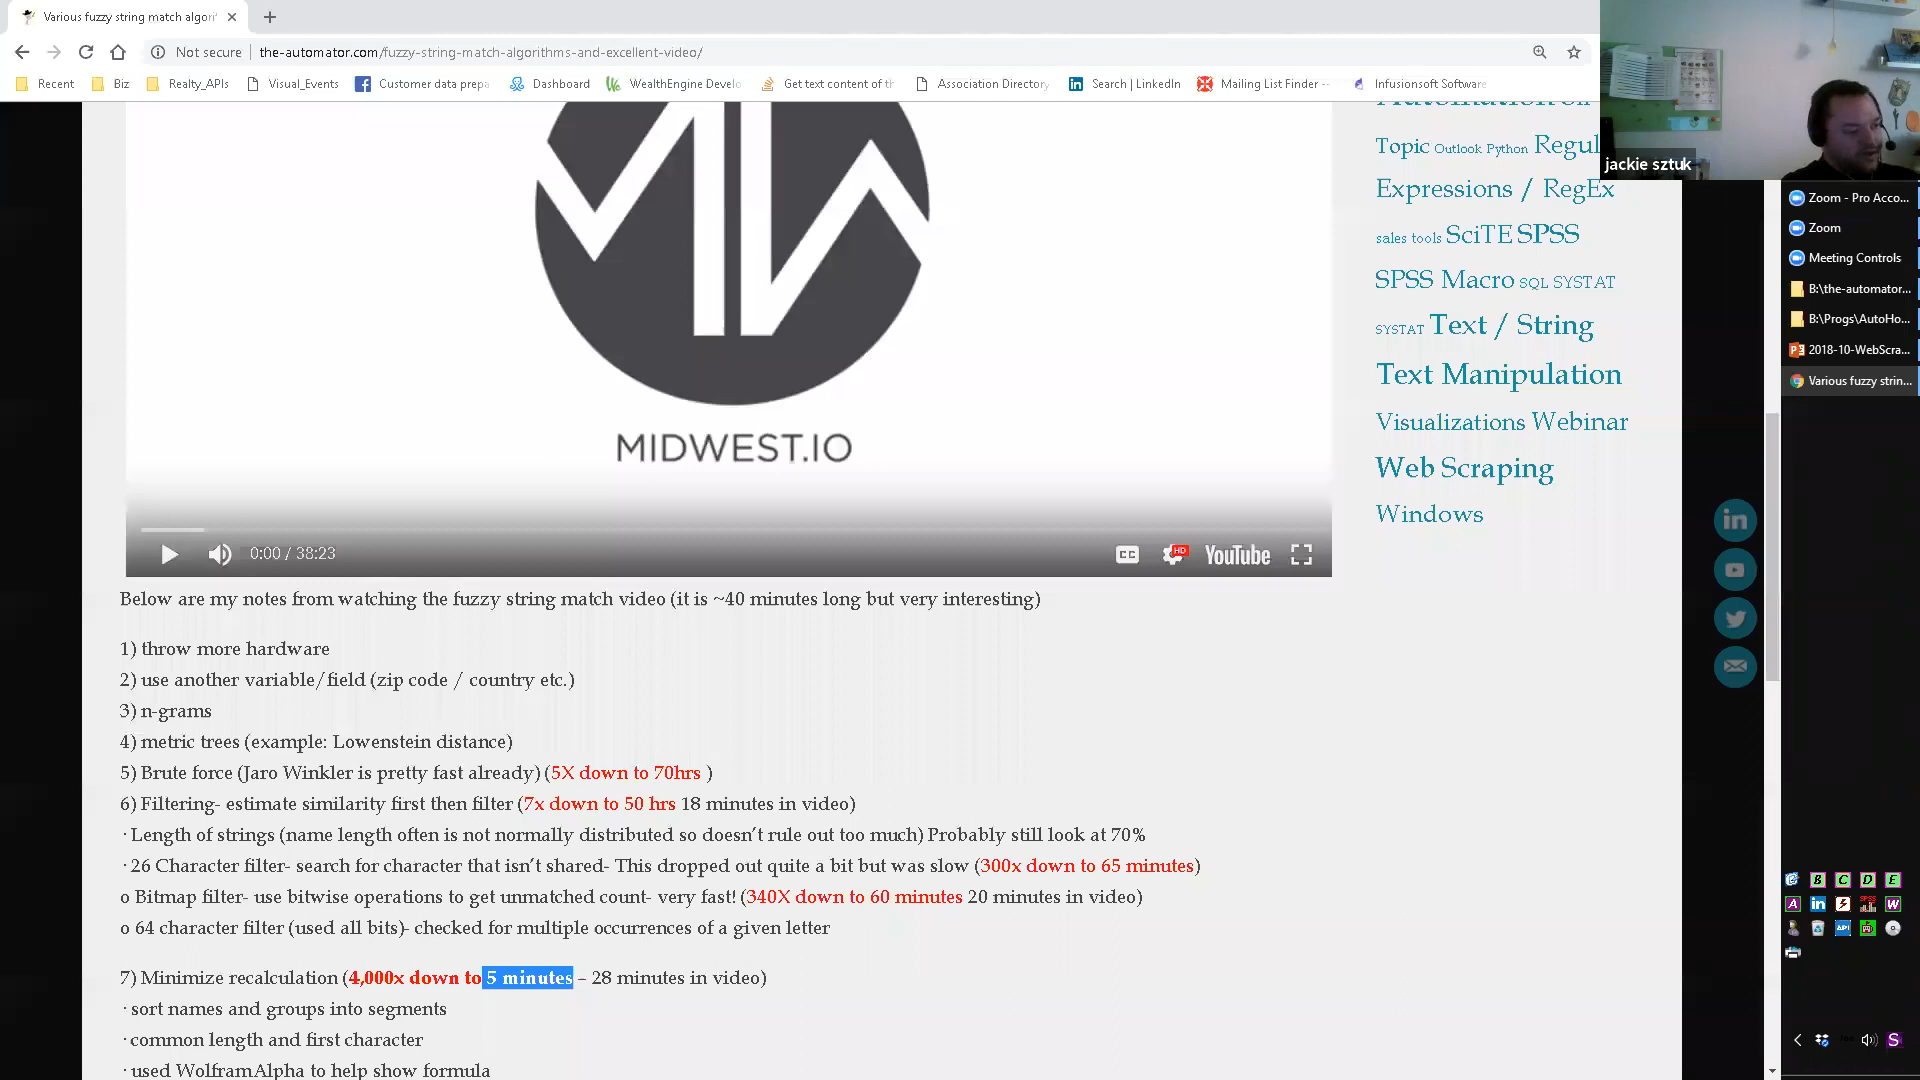 Various fuzzy string match algorit
Not secure
the-automator.com/fuzzy-string-match-algorithms-and-excellent-video/
Recent
Biz
Realty_APIs
Visual_Events
Customer data prepa
Dashboard
WealthEngine Develo
Get text content of th
Association Directory
Search | LinkedIn
Mailing List Finder --
Infusionsoft Software
jackie sztuk
Topic Outlook Python Regul
Expressions / RegEx
sales tools SciTE SPSS
SPSS Macro SQL SYSTAT
SYSTAT Text / String
Text Manipulation
Visualizations Webinar
Web Scraping
Windows
Zoom - Pro Acco...
Zoom
Meeting Controls
B:\the-automator...
B:\Progs\AutoHo...
2018-10-WebScra...
Various fuzzy strin...
MIDWEST.IO
0:00 / 38:23
CC
HD
YouTube
Below are my notes from watching the fuzzy string match video (it is ~40 minutes long but very interesting)
1) throw more hardware
2) use another variable/field (zip code / country etc.)
3) n-grams
4) metric trees (example: Lowenstein distance)
5) Brute force (Jaro Winkler is pretty fast already) (5X down to 70hrs )
6) Filtering- estimate similarity first then filter (7x down to 50 hrs 18 minutes in video)
· Length of strings (name length often is not normally distributed so doesn't rule out too much) Probably still look at 70%
· 26 Character filter- search for character that isn't shared- This dropped out quite a bit but was slow (300x down to 65 minutes)
o Bitmap filter- use bitwise operations to get unmatched count- very fast! (340X down to 60 minutes 20 minutes in video)
o 64 character filter (used all bits)- checked for multiple occurrences of a given letter
7) Minimize recalculation (4,000x down to 5 minutes – 28 minutes in video)
· sort names and groups into segments
· common length and first character
· used WolframAlpha to help show formula
B C D E
A in SPSS W
API
S